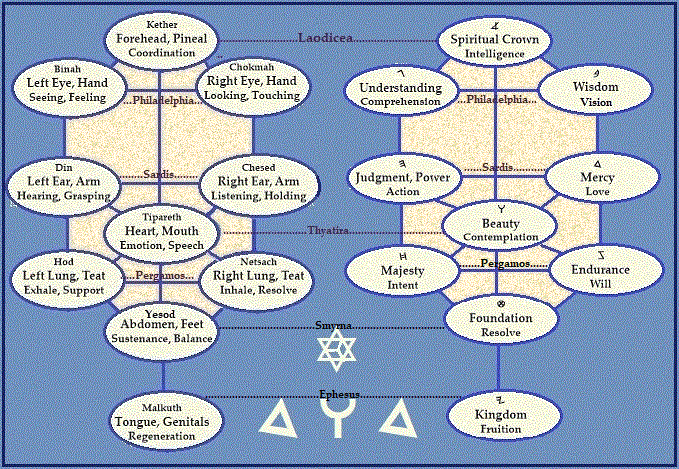 Kether
Forehead, Pineal
Coordination
Binah
Left Eye, Hand
Seeing, Feeling
Chokmah
Right Eye, Hand
Looking, Touching
Din
Left Ear, Arm
Hearing, Grasping
Chesed
Right Ear, Arm
Listening, Holding
Tipareth
Heart, Mouth
Emotion, Speech
Hod
Left Lung, Teat
Exhale, Support
Netsach
Right Lung, Teat
Inhale, Resolve
Yesod
Abdomen, Feet
Sustenance, Balance
Malkuth
Tongue, Genitals
Regeneration
Laodicea
Philadelphia
Sardis
Thyatira
Pergamos
Smyrna
Ephesus
Spiritual Crown
Intelligence
Understanding
Comprehension
Philadelphia
Wisdom
Vision
Judgment, Power
Action
Sardis
Mercy
Love
Beauty
Contemplation
Majesty
Intent
Pergamos
Endurance
Will
Foundation
Resolve
Kingdom
Fruition